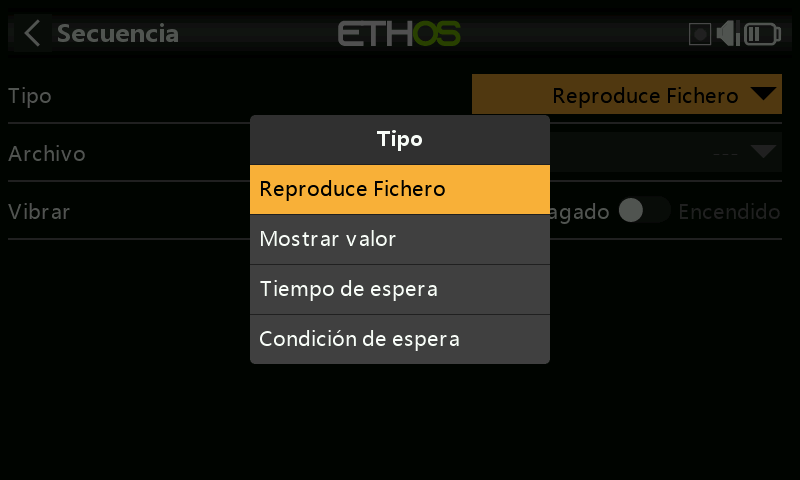 Secuencia
ETHOS
Tipo
Reproduce Fichero
Archivo
---
Vibrar
Encendido
Tipo
Reproduce Fichero
Mostrar valor
Tiempo de espera
Condición de espera